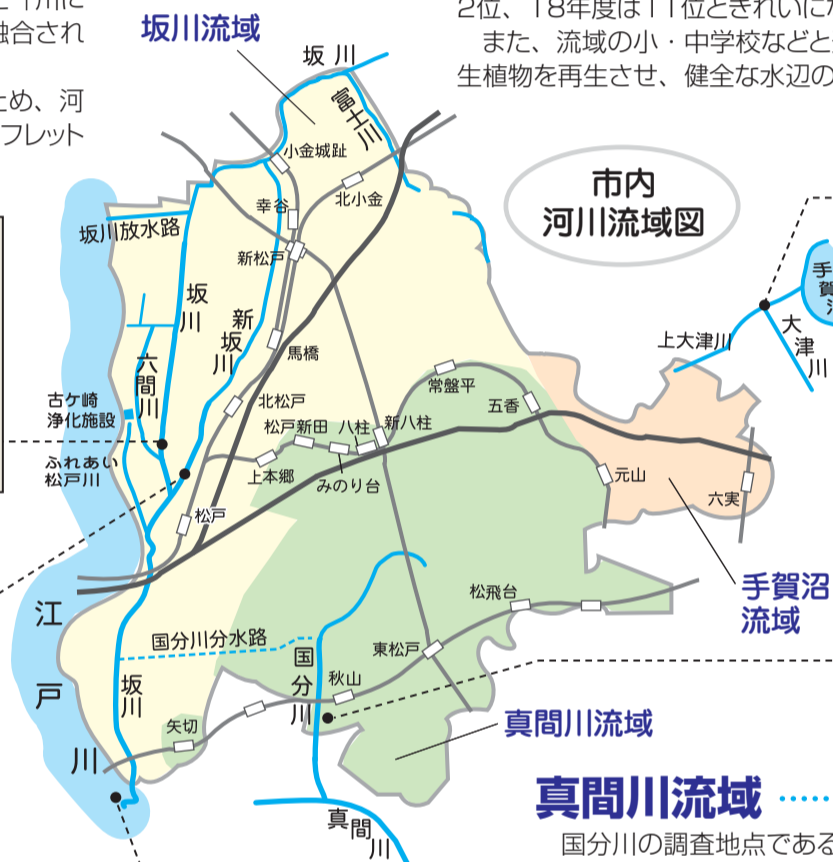 川に
融合され
ため、河
フレット
2位、18年度は11位ときれいにな
また、流域の小・中学校などと
生植物を再生させ、健全な水辺の
坂川流域
坂川
富士川
市内
河川流域図
小金城趾
北小金
幸谷
坂川放水路
新松戸
坂川
新坂川
馬橋
六間川
手賀沼
上大津川
大津川
古ケ崎
浄化施設
北松戸
常盤平
五香
松戸新田
八柱
新八柱
ふれあい
松戸川
上本郷
みのり台
元山
六実
松戸
手賀沼
流域
江戸川
国分川分水路
松飛台
東松戸
坂川
国分川
秋山
矢切
真間川流域
真間川流域
真間川
国分川の調査地点である